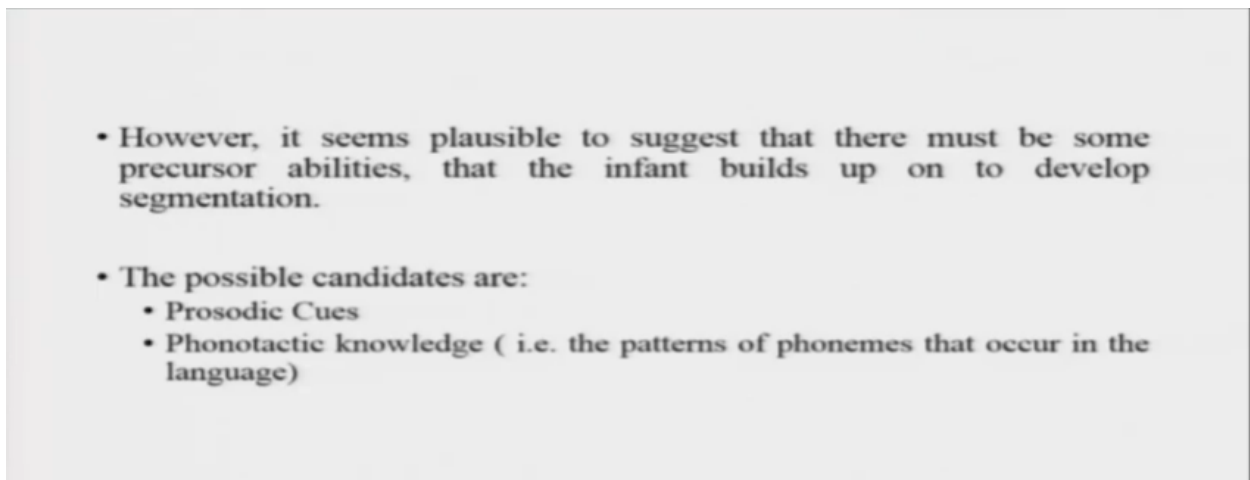 • However, it seems plausible to suggest that there must be some
precursor abilities, that the infant builds up on to develop
segmentation.
• The possible candidates are:
• Prosodic Cues
• Phonotactic knowledge ( i.e. the patterns of phonemes that occur in the
language)